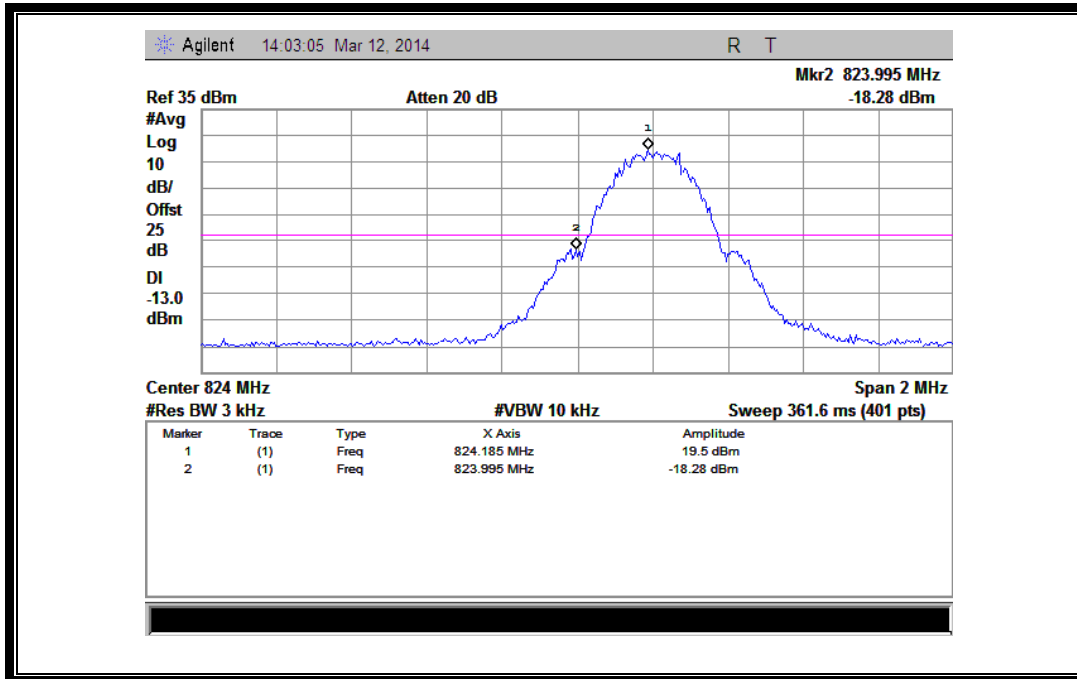 Agilent 14:03:05 Mar 12, 2014 R T
Mkr2 823.995 MHz
Ref 35 dBm Atten 20 dB -18.28 dBm
#Avg
Log
10
dB/
Offst
25
dB
DI
-13.0
dBm
1
2
Center 824 MHz Span 2 MHz
#Res BW 3 kHz #VBW 10 kHz Sweep 361.6 ms (401 pts)
Marker Trace Type X Axis Amplitude
1 (1) Freq 824.185 MHz 19.5 dBm
2 (1) Freq 823.995 MHz -18.28 dBm